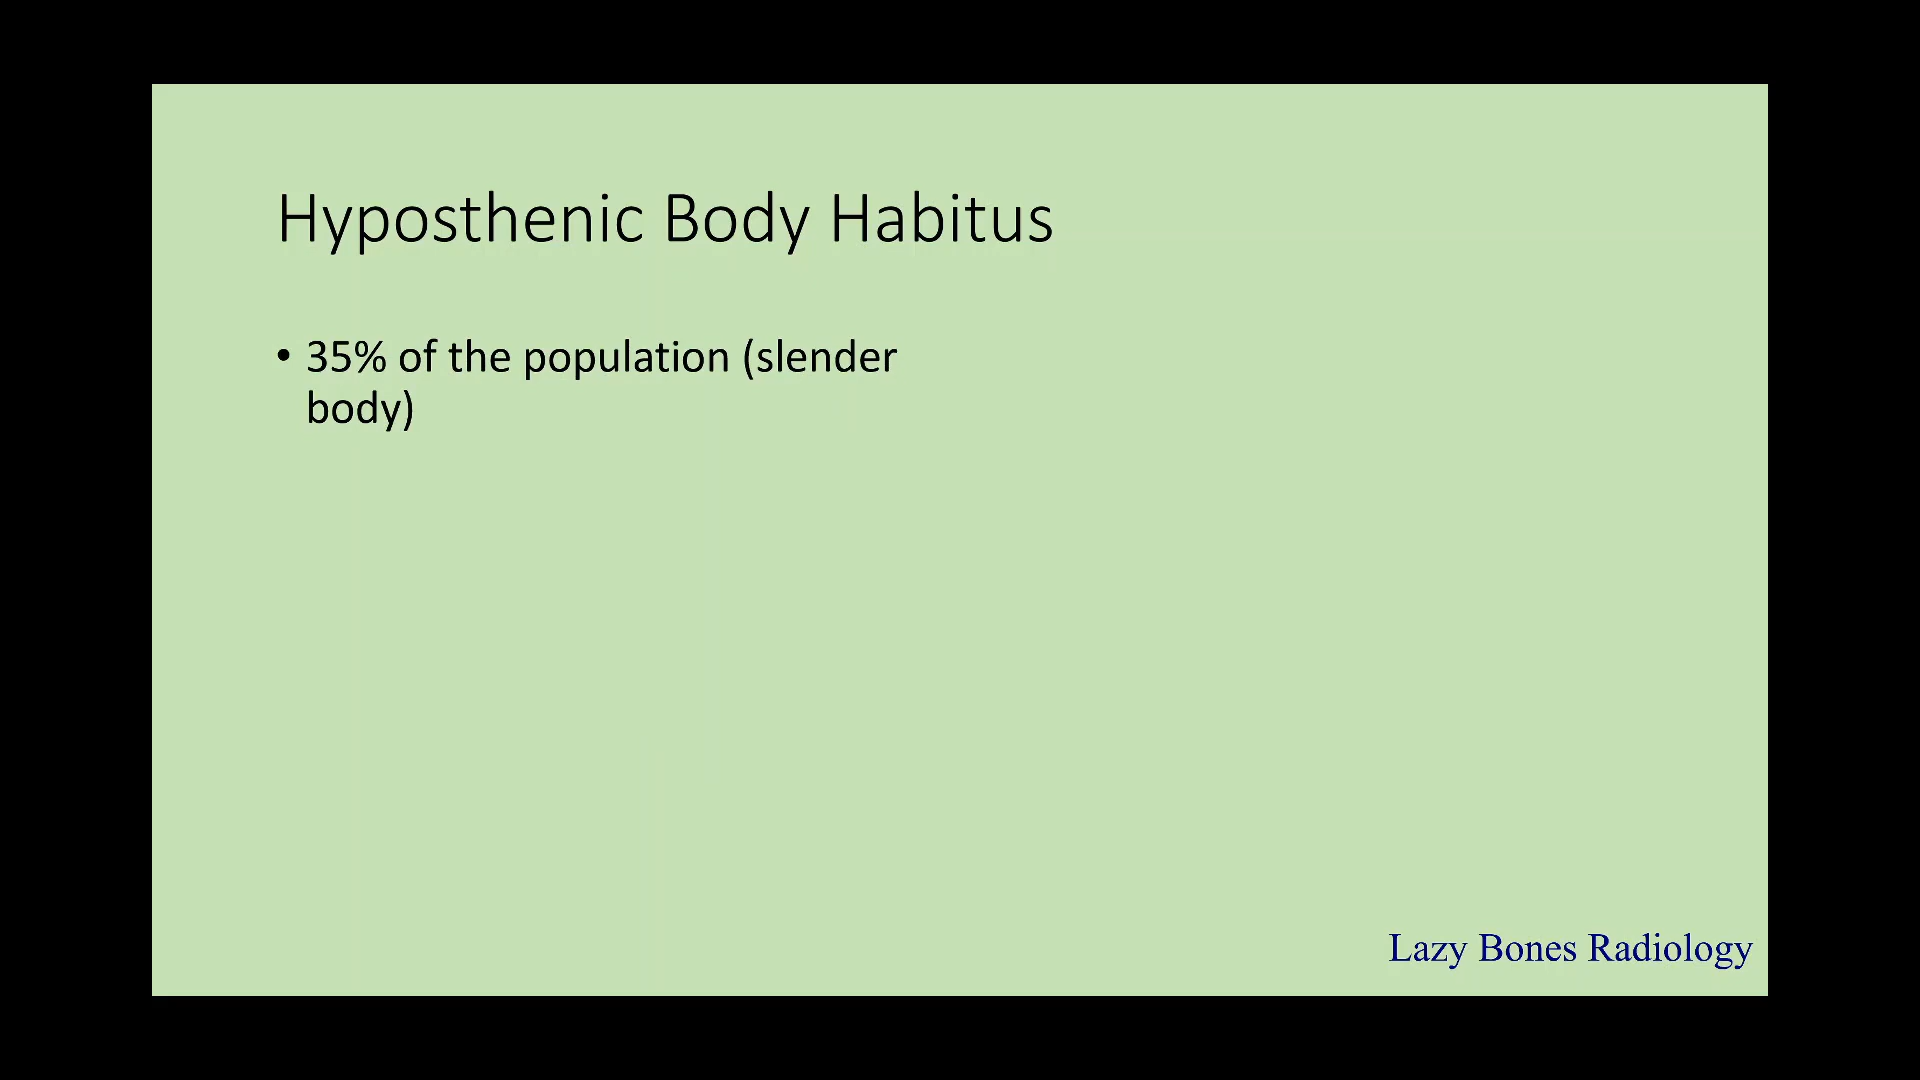 Hyposthenic Body Habitus
• 35% of the population (slender
body)
Lazy Bones Radiology